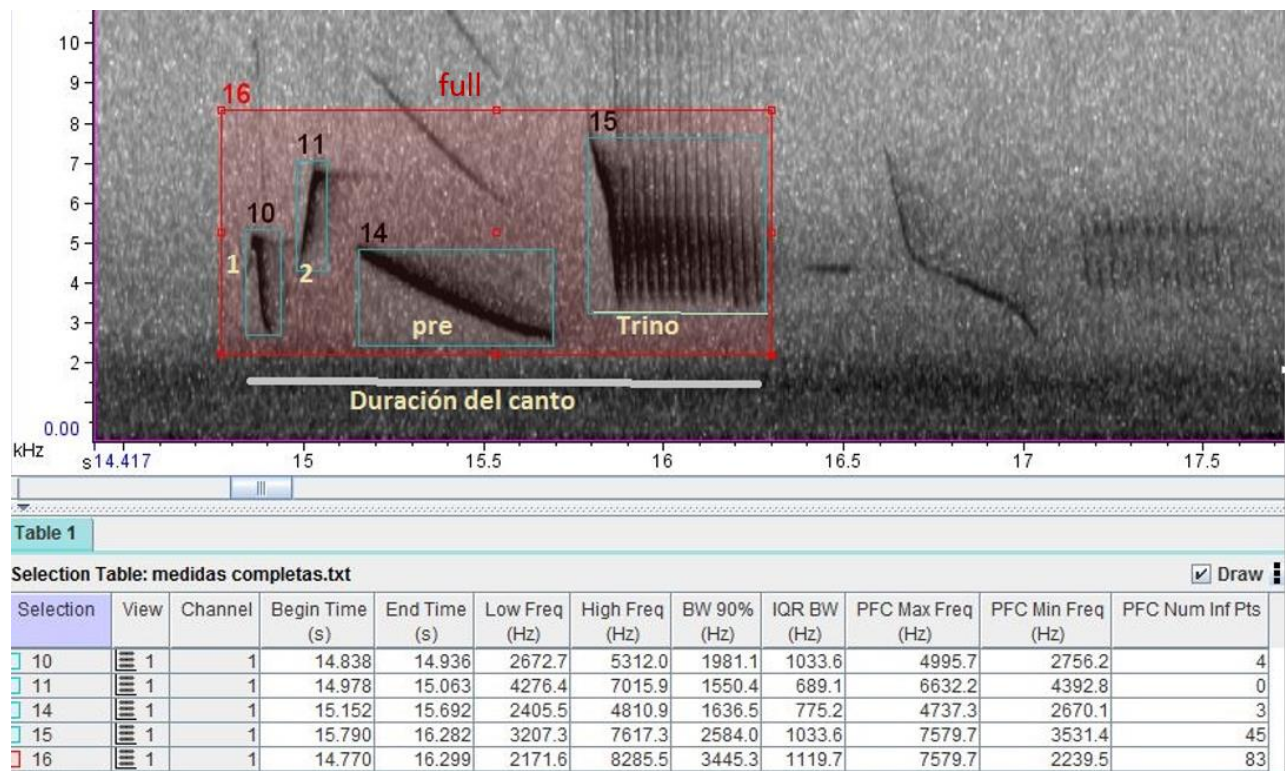 10
9
8
7
6
5
4
3
2
0.00
kHz
16
full
15
11
10
14
1
2
pre
Trino
Duración del canto
s14.417 15 15.5 16 16.5 17 17.5
Table 1
Selection Table: medidas completas.txt Draw
Selection View Channel Begin Time (s) End Time (s) Low Freq (Hz) High Freq (Hz) BW 90% (Hz) IQR BW (Hz) PFC Max Freq (Hz) PFC Min Freq (Hz) PFC Num Inf Pts
10 1 1 14.838 14.936 2672.7 5312.0 1981.1 1033.6 4995.7 2756.2 4
11 1 1 14.978 15.063 4276.4 7015.9 1550.4 689.1 6632.2 4392.8 0
14 1 1 15.152 15.692 2405.5 4810.9 1636.5 775.2 4737.3 2670.1 3
15 1 1 15.790 16.282 3207.3 7617.3 2584.0 1033.6 7579.7 3531.4 45
16 1 1 14.770 16.299 2171.6 8285.5 3445.3 1119.7 7579.7 2239.5 83